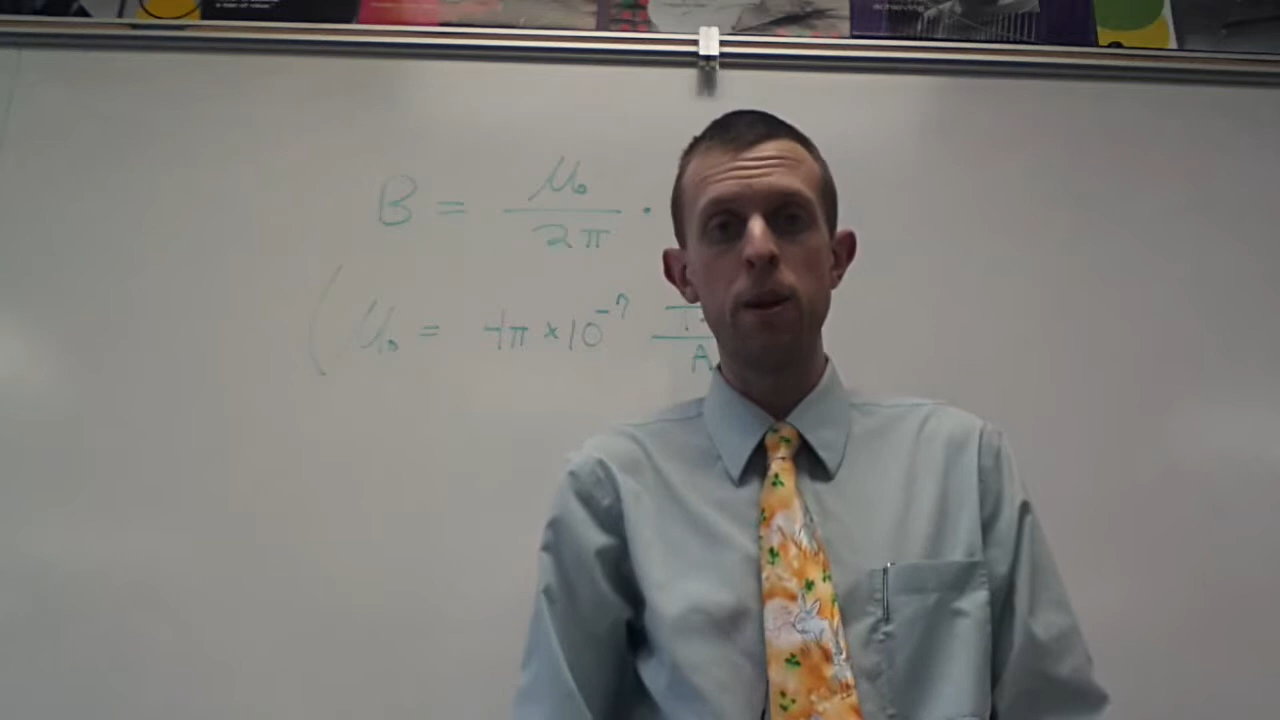 B = μ₀ / 2π ·
( μ₀ = 4π × 10⁻⁷ T· / A